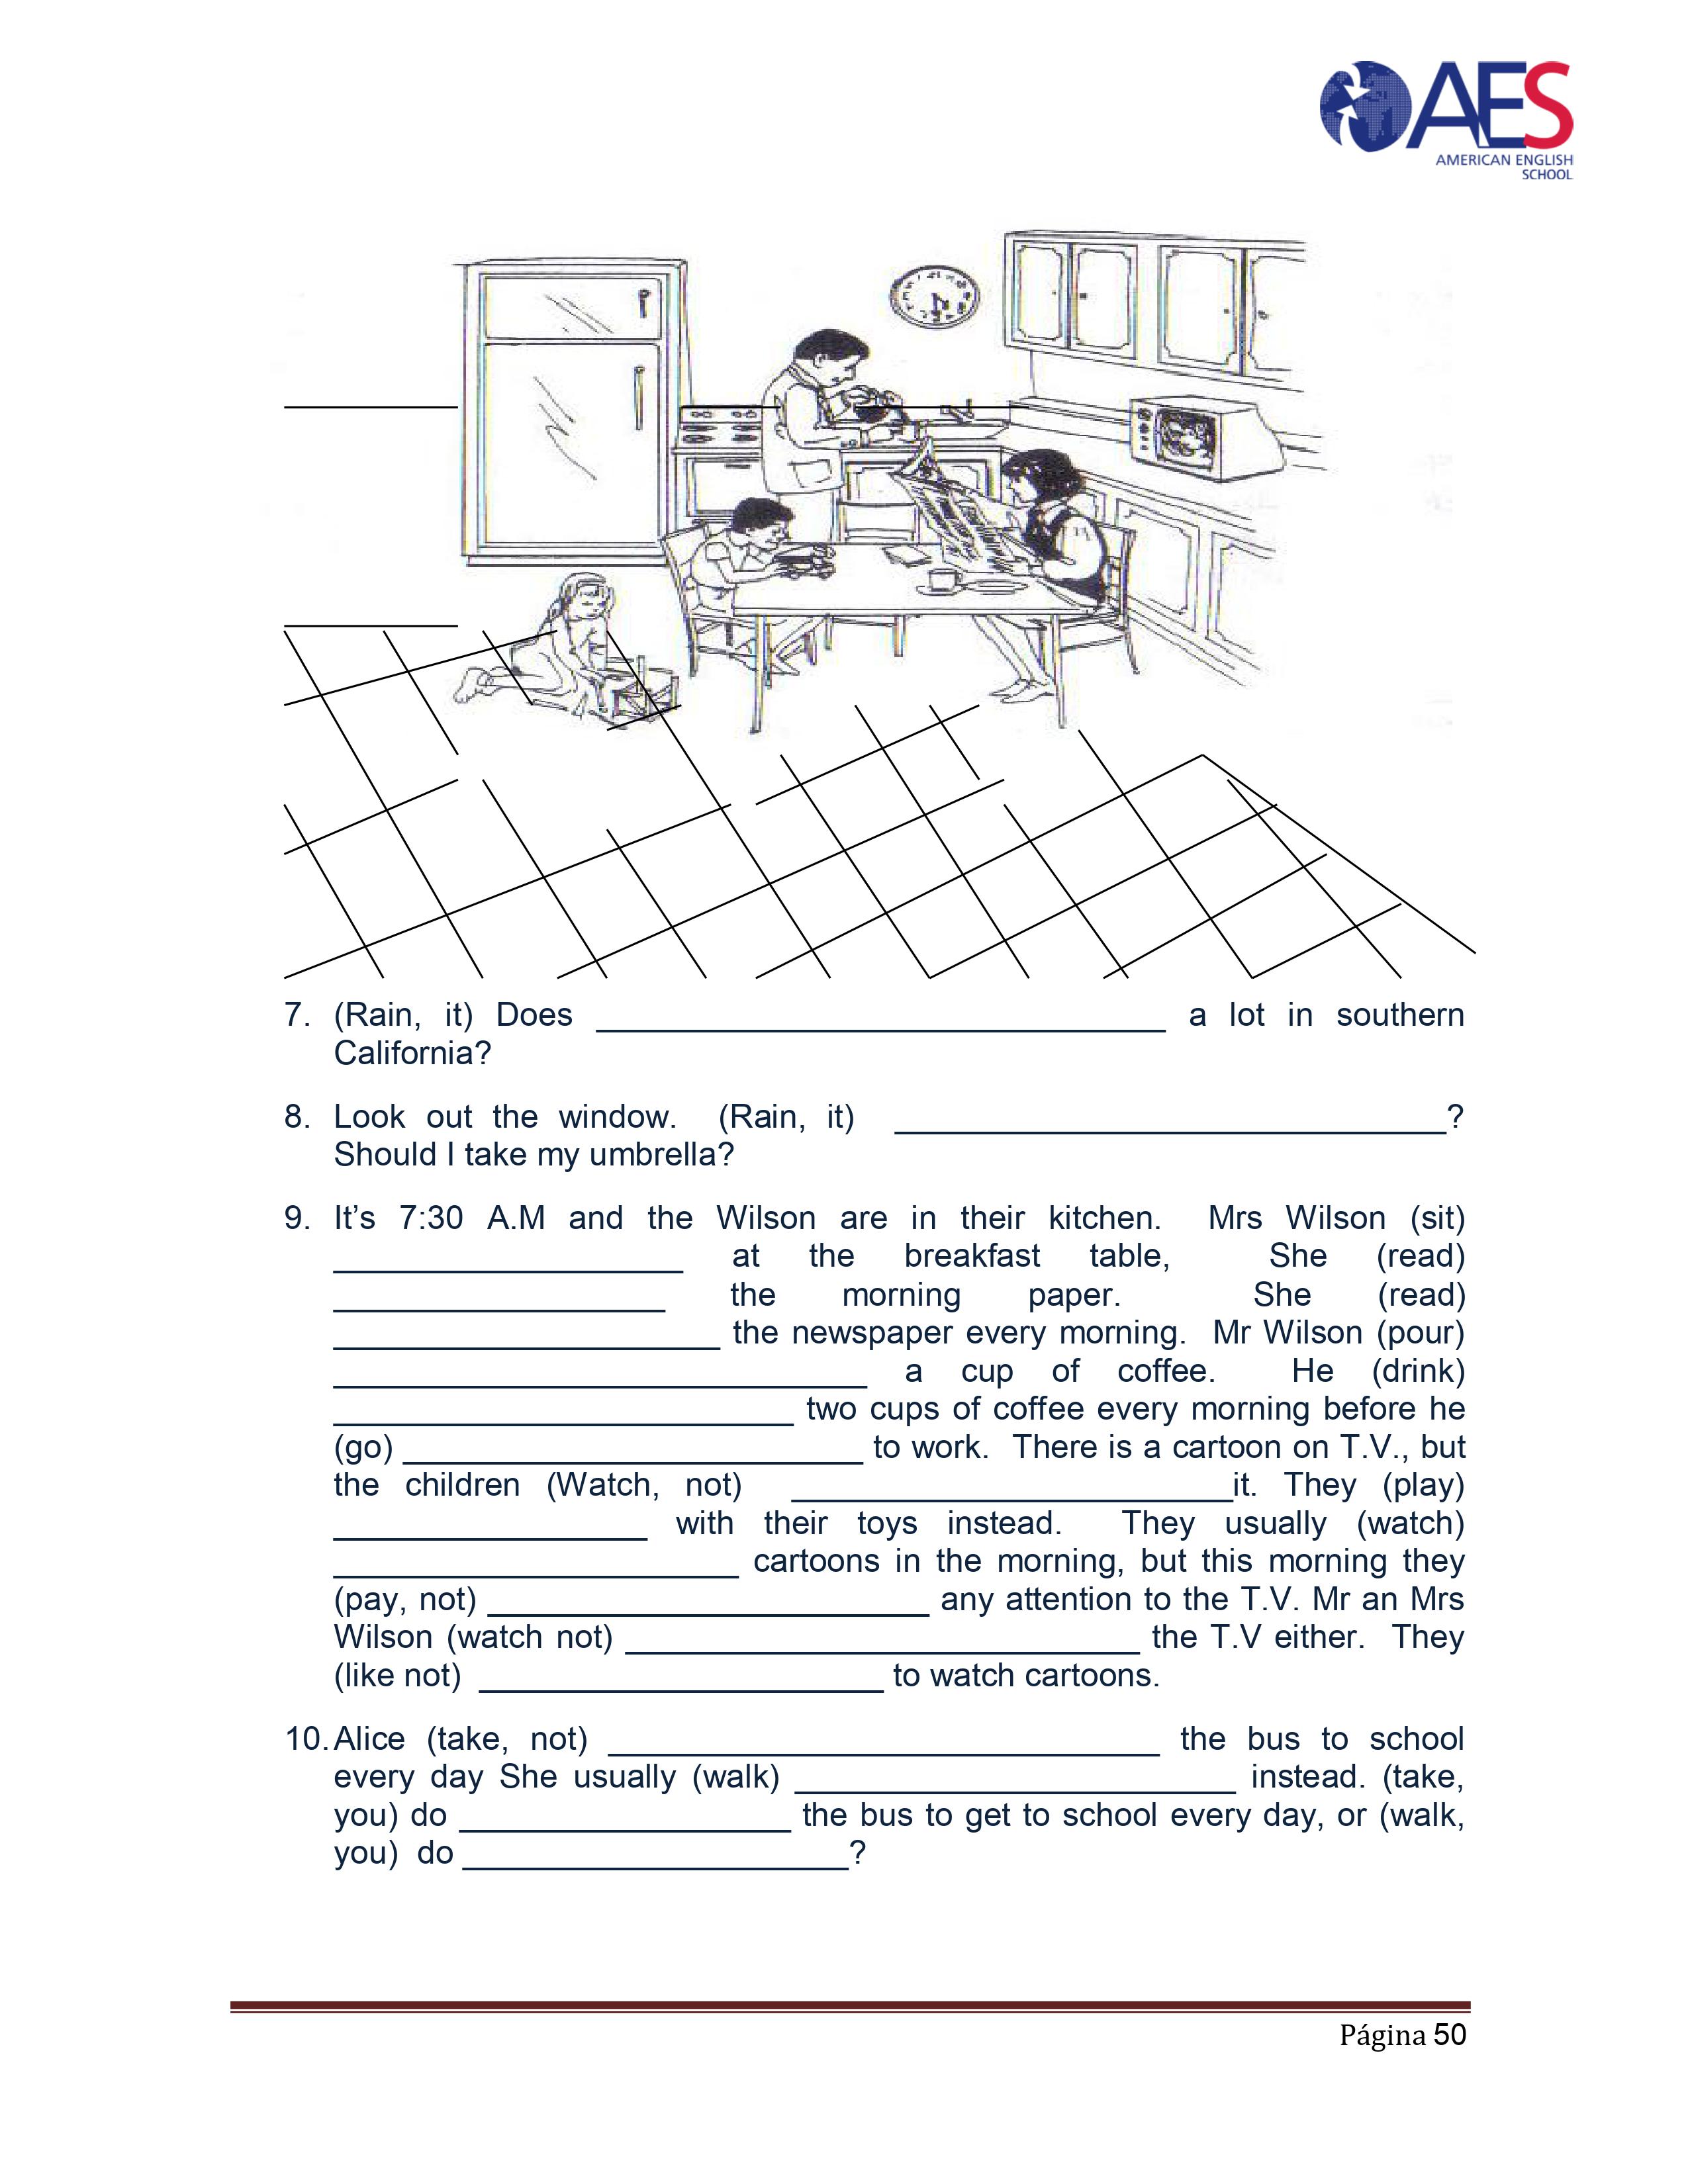 AES
AMERICAN ENGLISH
SCHOOL
7. (Rain, it) Does ______________________________ a lot in southern
California?
8. Look out the window. (Rain, it) ______________________________?
Should I take my umbrella?
9. It’s 7:30 A.M and the Wilson are in their kitchen. Mrs Wilson (sit)
___________________ at the breakfast table, She (read)
__________________ the morning paper. She (read)
_____________________ the newspaper every morning. Mr Wilson (pour)
_____________________________ a cup of coffee. He (drink)
_________________________ two cups of coffee every morning before he
(go) _________________________ to work. There is a cartoon on T.V., but
the children (Watch, not) ________________________it. They (play)
_________________ with their toys instead. They usually (watch)
______________________ cartoons in the morning, but this morning they
(pay, not) ________________________ any attention to the T.V. Mr an Mrs
Wilson (watch not) ____________________________ the T.V either. They
(like not) ______________________ to watch cartoons.
10. Alice (take, not) ______________________________ the bus to school
every day She usually (walk) ________________________ instead. (take,
you) do __________________ the bus to get to school every day, or (walk,
you) do _____________________?
Página 50